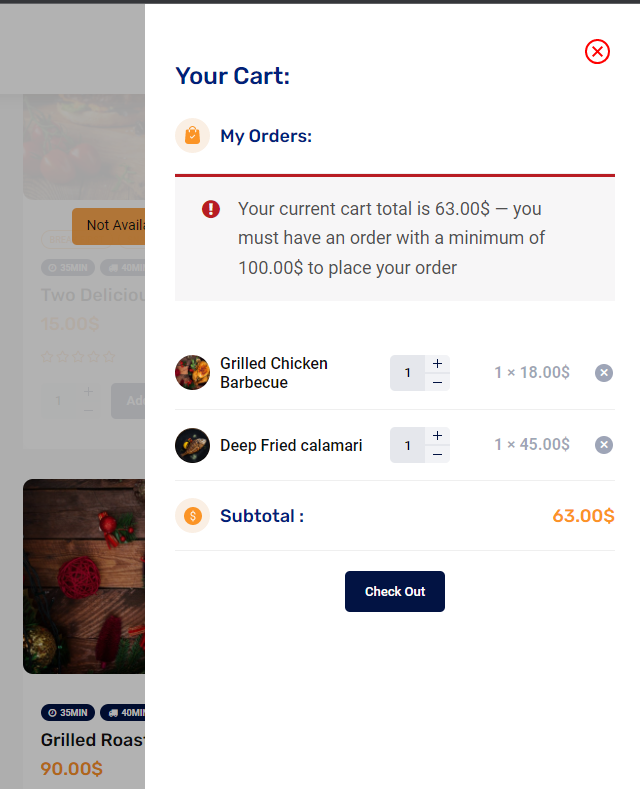 Your Cart:
My Orders:
Your current cart total is 63.00$ — you
must have an order with a minimum of
100.00$ to place your order
Grilled Chicken
Barbecue
1
+
−
1 × 18.00$
Deep Fried calamari
1
+
−
1 × 45.00$
Subtotal :
63.00$
Check Out
Not Availa
35MIN
40MIN
Two Deliciou
15.00$
1
+
−
Ad
35MIN
40MIN
Grilled Roas
90.00$